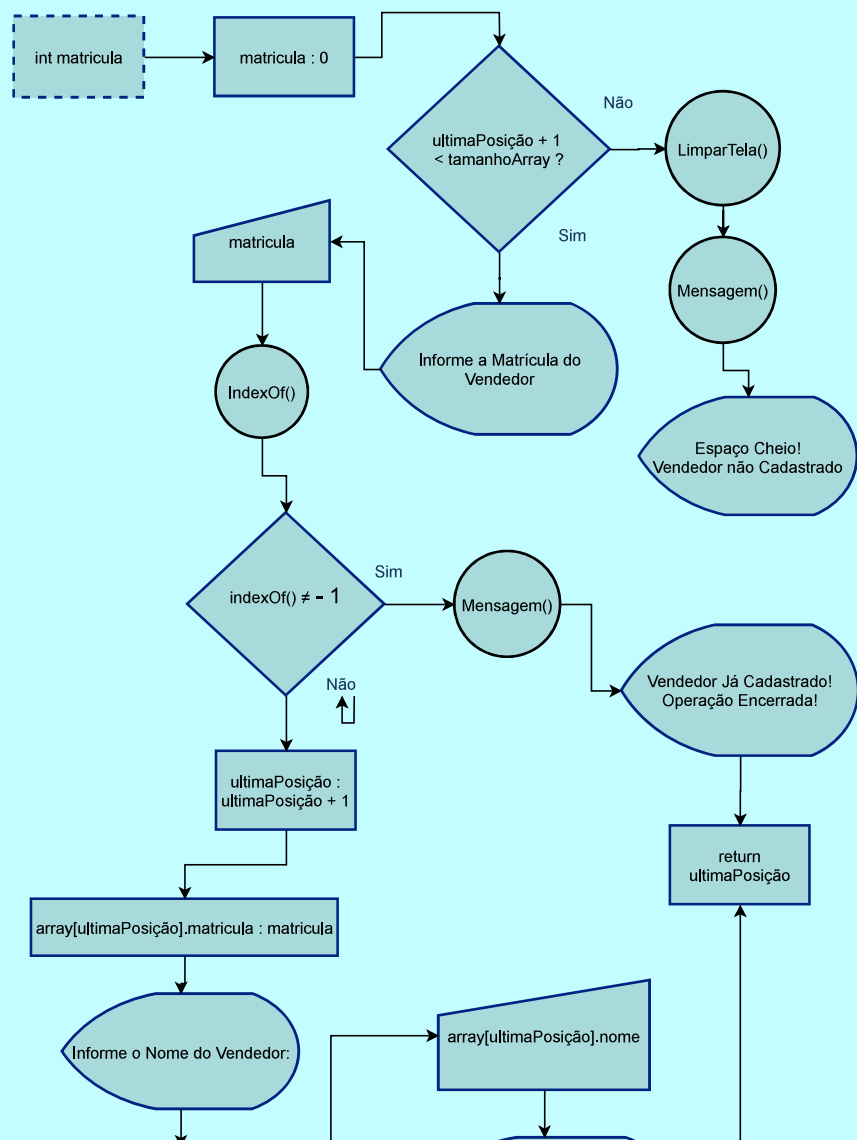 int matricula
matricula : 0
ultimaPosição + 1
< tamanhoArray ?
Não
LimparTela()
Sim
matricula
Mensagem()
Informe a Matrícula do
Vendedor
IndexOf()
Espaço Cheio!
Vendedor não Cadastrado
indexOf() ≠ - 1
Sim
Mensagem()
Não
Vendedor Já Cadastrado!
Operação Encerrada!
ultimaPosição :
ultimaPosição + 1
return
ultimaPosição
array[ultimaPosição].matricula : matricula
Informe o Nome do Vendedor:
array[ultimaPosição].nome